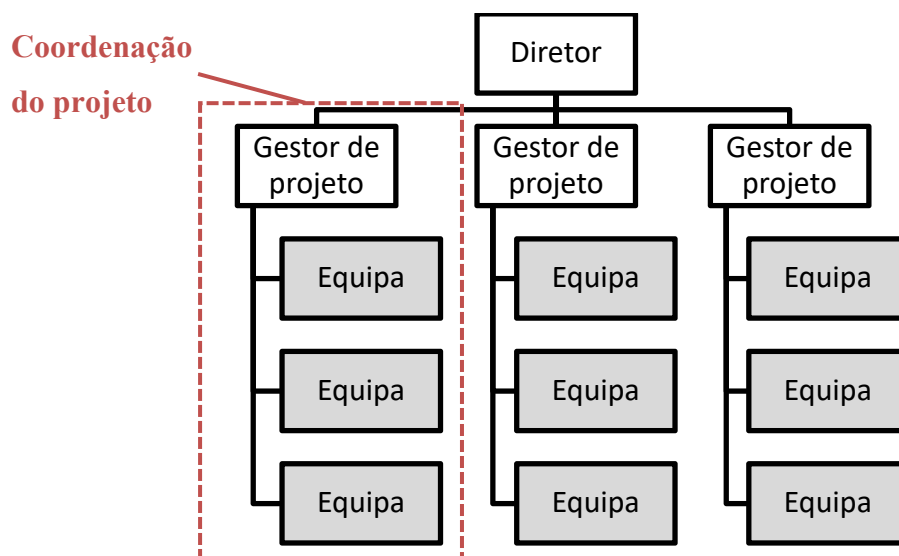 Coordenação
do projeto
Diretor
Gestor de
projeto
Gestor de
projeto
Gestor de
projeto
Equipa
Equipa
Equipa
Equipa
Equipa
Equipa
Equipa
Equipa
Equipa